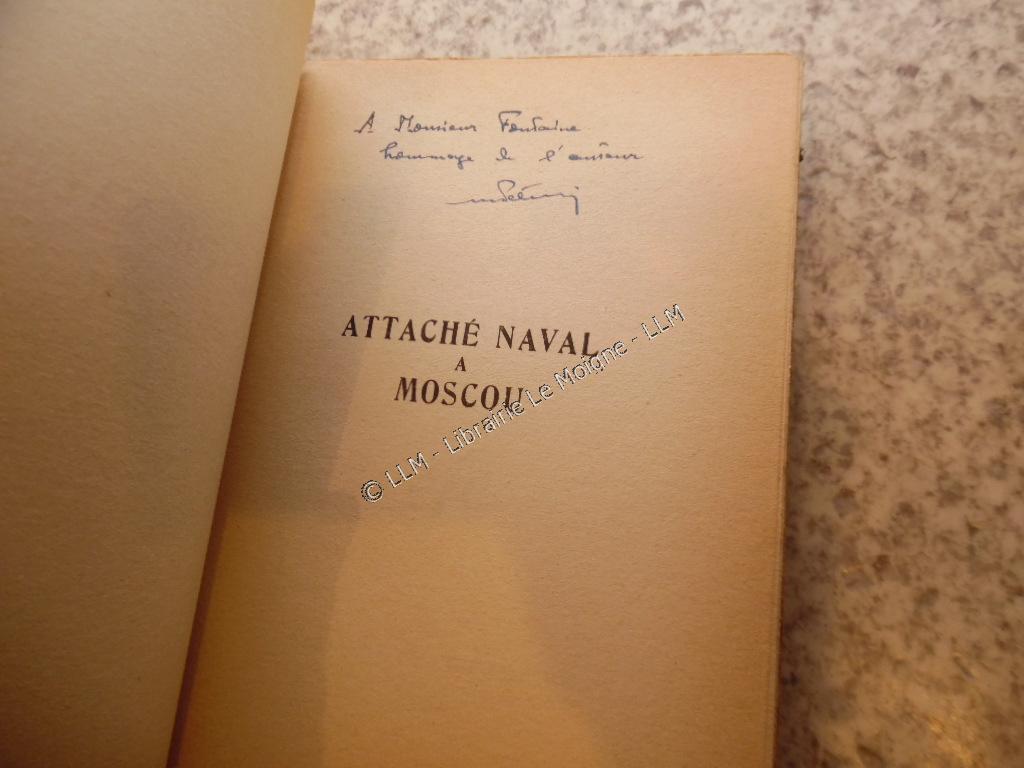 A Monsieur Fontaine
hommage de l'auteur
ATTACHÉ NAVAL
A
MOSCOU
© LLM - Librairie Le Moigne - LLM